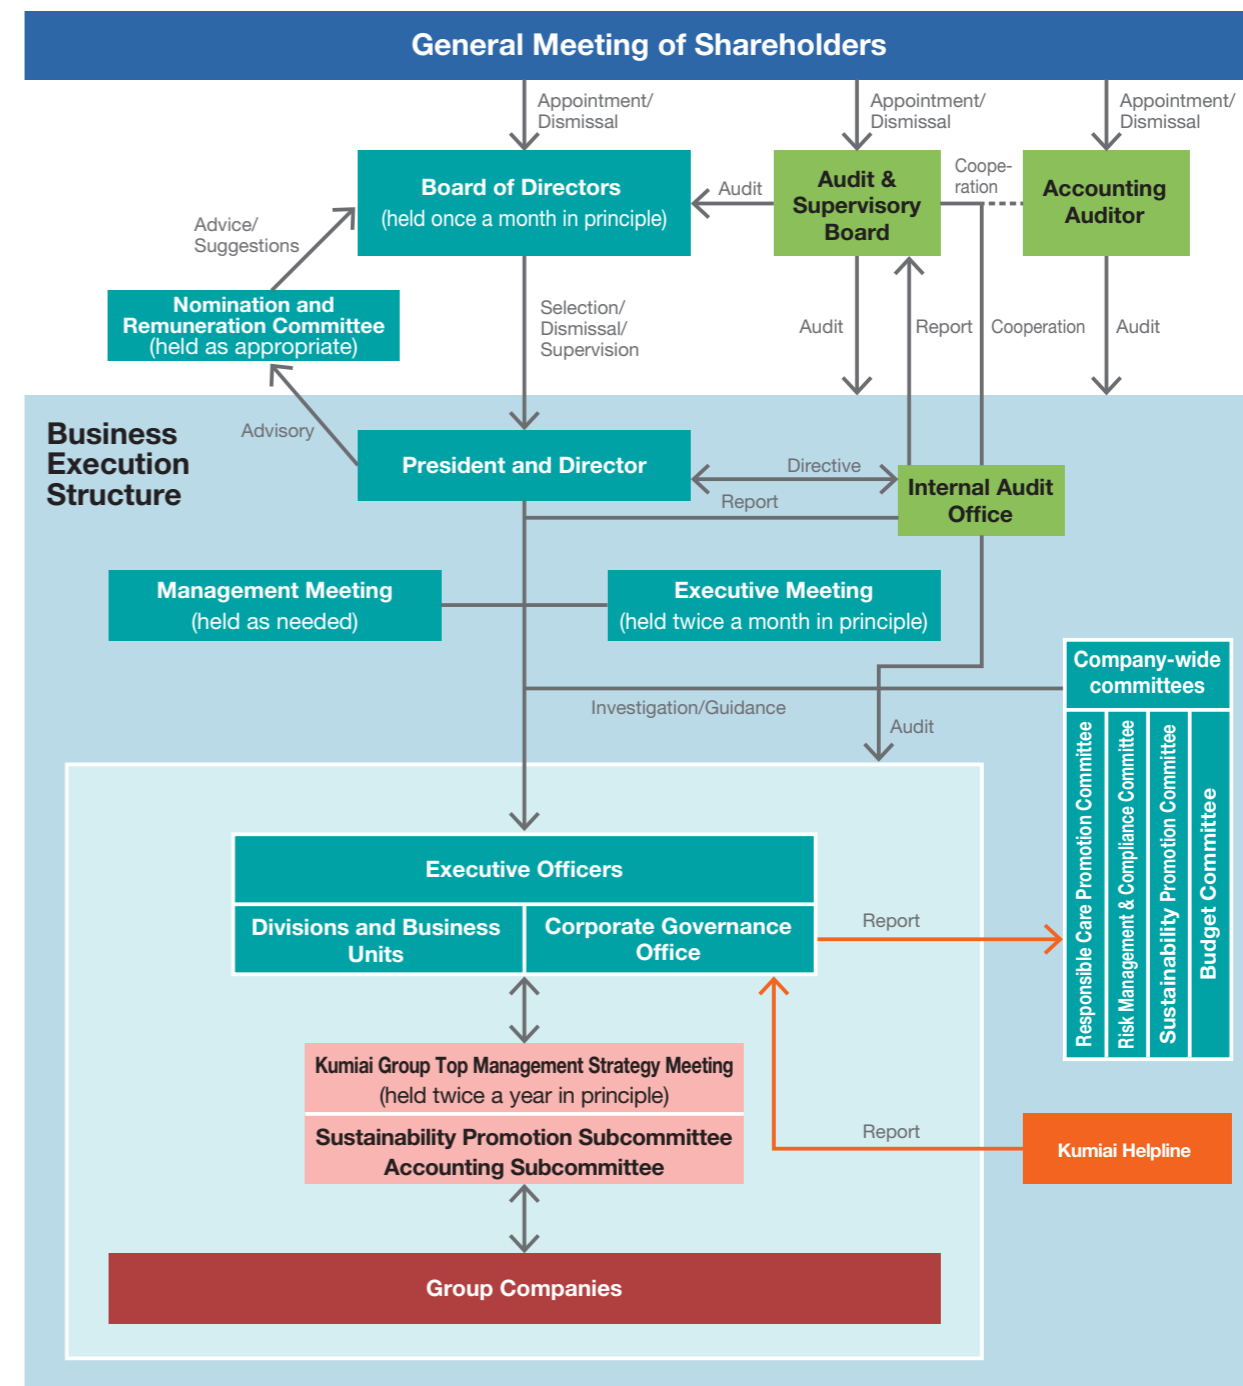 General Meeting of Shareholders
Appointment/
Dismissal
Appointment/
Dismissal
Appointment/
Dismissal
Board of Directors
(held once a month in principle)
Audit
Audit &
Supervisory
Board
Coope-
ration
Accounting
Auditor
Advice/
Suggestions
Nomination and
Remuneration Committee
(held as appropriate)
Selection/
Dismissal/
Supervision
Audit
Report
Cooperation
Audit
Business
Execution
Structure
Advisory
President and Director
Directive
Report
Internal Audit
Office
Management Meeting
(held as needed)
Executive Meeting
(held twice a month in principle)
Investigation/Guidance
Audit
Company-wide
committees
Responsible Care Promotion Committee
Risk Management & Compliance Committee
Sustainability Promotion Committee
Budget Committee
Executive Officers
Divisions and Business
Units
Corporate Governance
Office
Report
Kumiai Group Top Management Strategy Meeting
(held twice a year in principle)
Sustainability Promotion Subcommittee
Accounting Subcommittee
Report
Kumiai Helpline
Group Companies